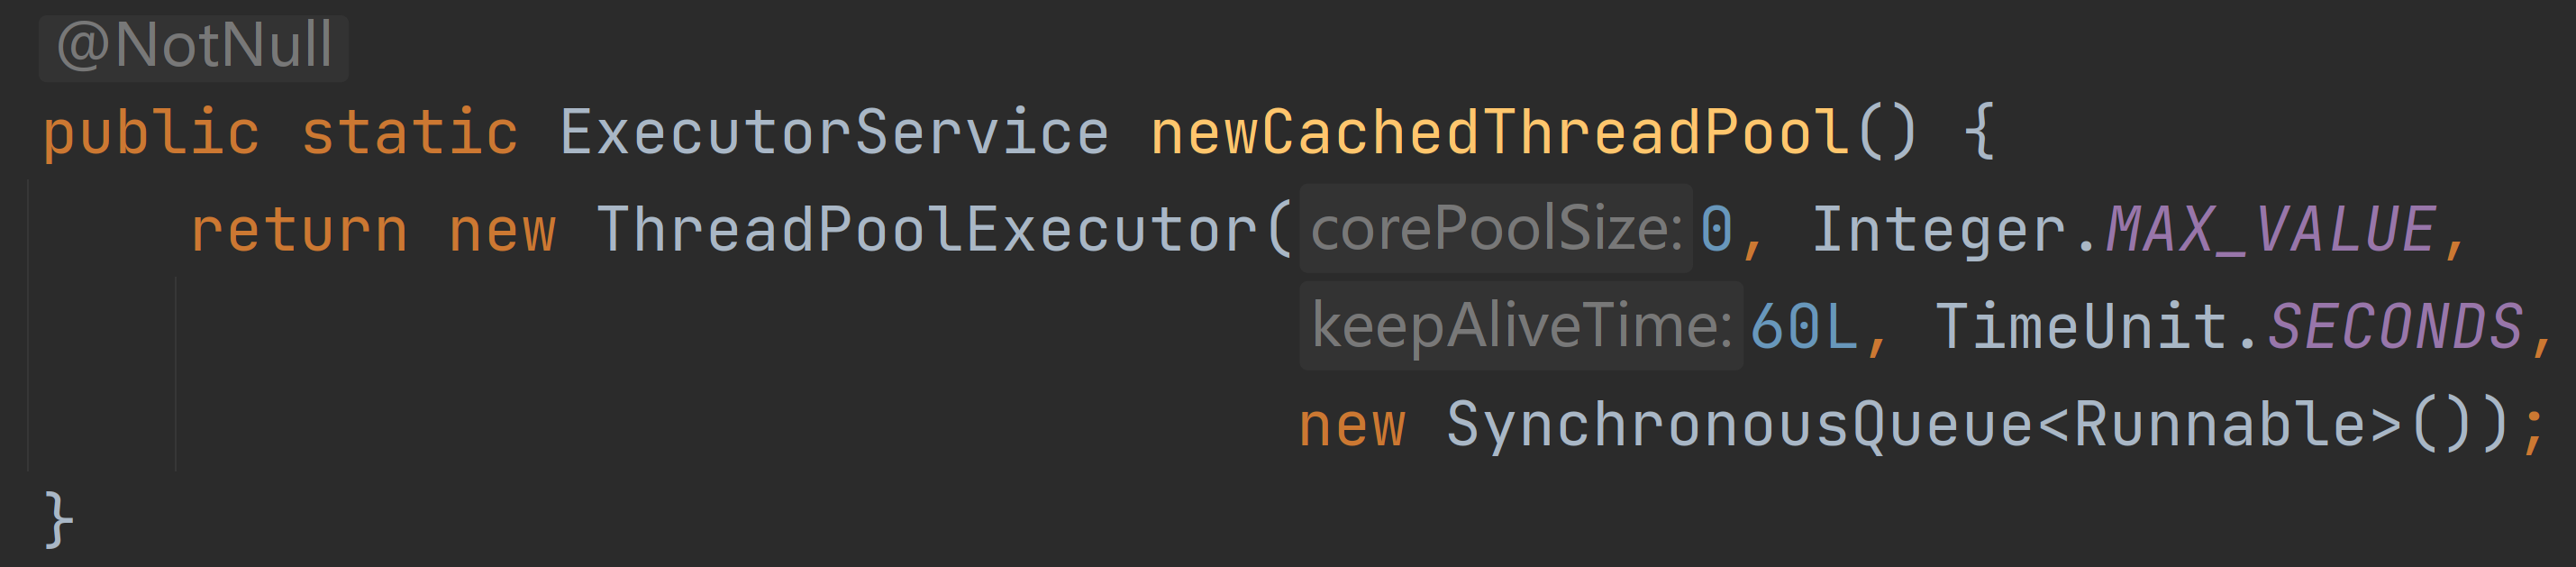 @NotNull
public static ExecutorService newCachedThreadPool() {
return new ThreadPoolExecutor( corePoolSize: 0, Integer.MAX_VALUE,
keepAliveTime: 60L, TimeUnit.SECONDS,
new SynchronousQueue<Runnable>());
}